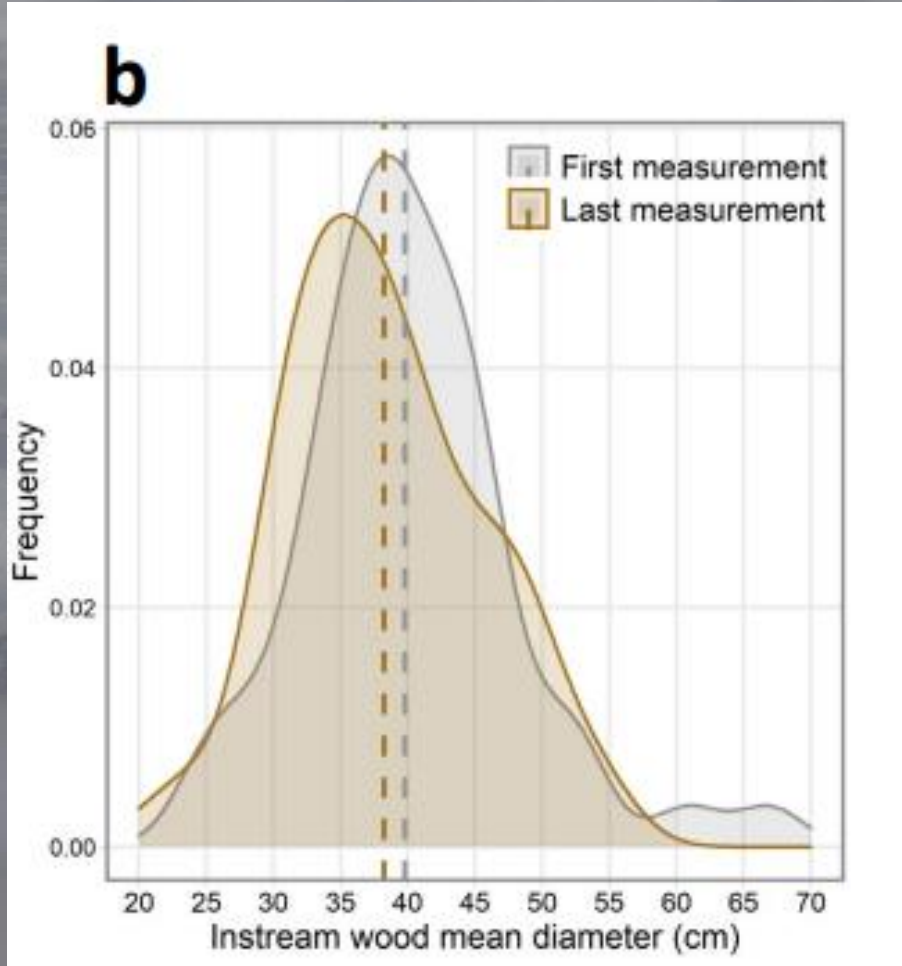 b
0.06
First measurement
Last measurement
0.04
Frequency
0.02
0.00
20 25 30 35 40 45 50 55 60 65 70
Instream wood mean diameter (cm)